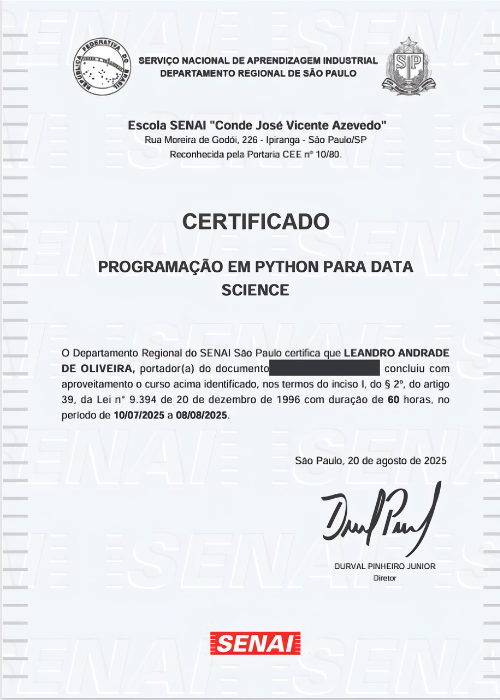 REPÚBLICA FEDERATIVA DO BRASIL
SP
SERVIÇO NACIONAL DE APRENDIZAGEM INDUSTRIAL
DEPARTAMENTO REGIONAL DE SÃO PAULO
Escola SENAI "Conde José Vicente Azevedo"
Rua Moreira de Godói, 226 - Ipiranga - São Paulo/SP
Reconhecida pela Portaria CEE n° 10/80.
CERTIFICADO
PROGRAMAÇÃO EM PYTHON PARA DATA
SCIENCE
O Departamento Regional do SENAI São Paulo certifica que LEANDRO ANDRADE
DE OLIVEIRA, portador(a) do documento concluiu com
aproveitamento o curso acima identificado, nos termos do inciso I, do § 2º, do artigo
39, da Lei n° 9.394 de 20 de dezembro de 1996 com duração de 60 horas, no
período de 10/07/2025 a 08/08/2025.
São Paulo, 20 de agosto de 2025
DURVAL PINHEIRO JUNIOR
Diretor
SENAI